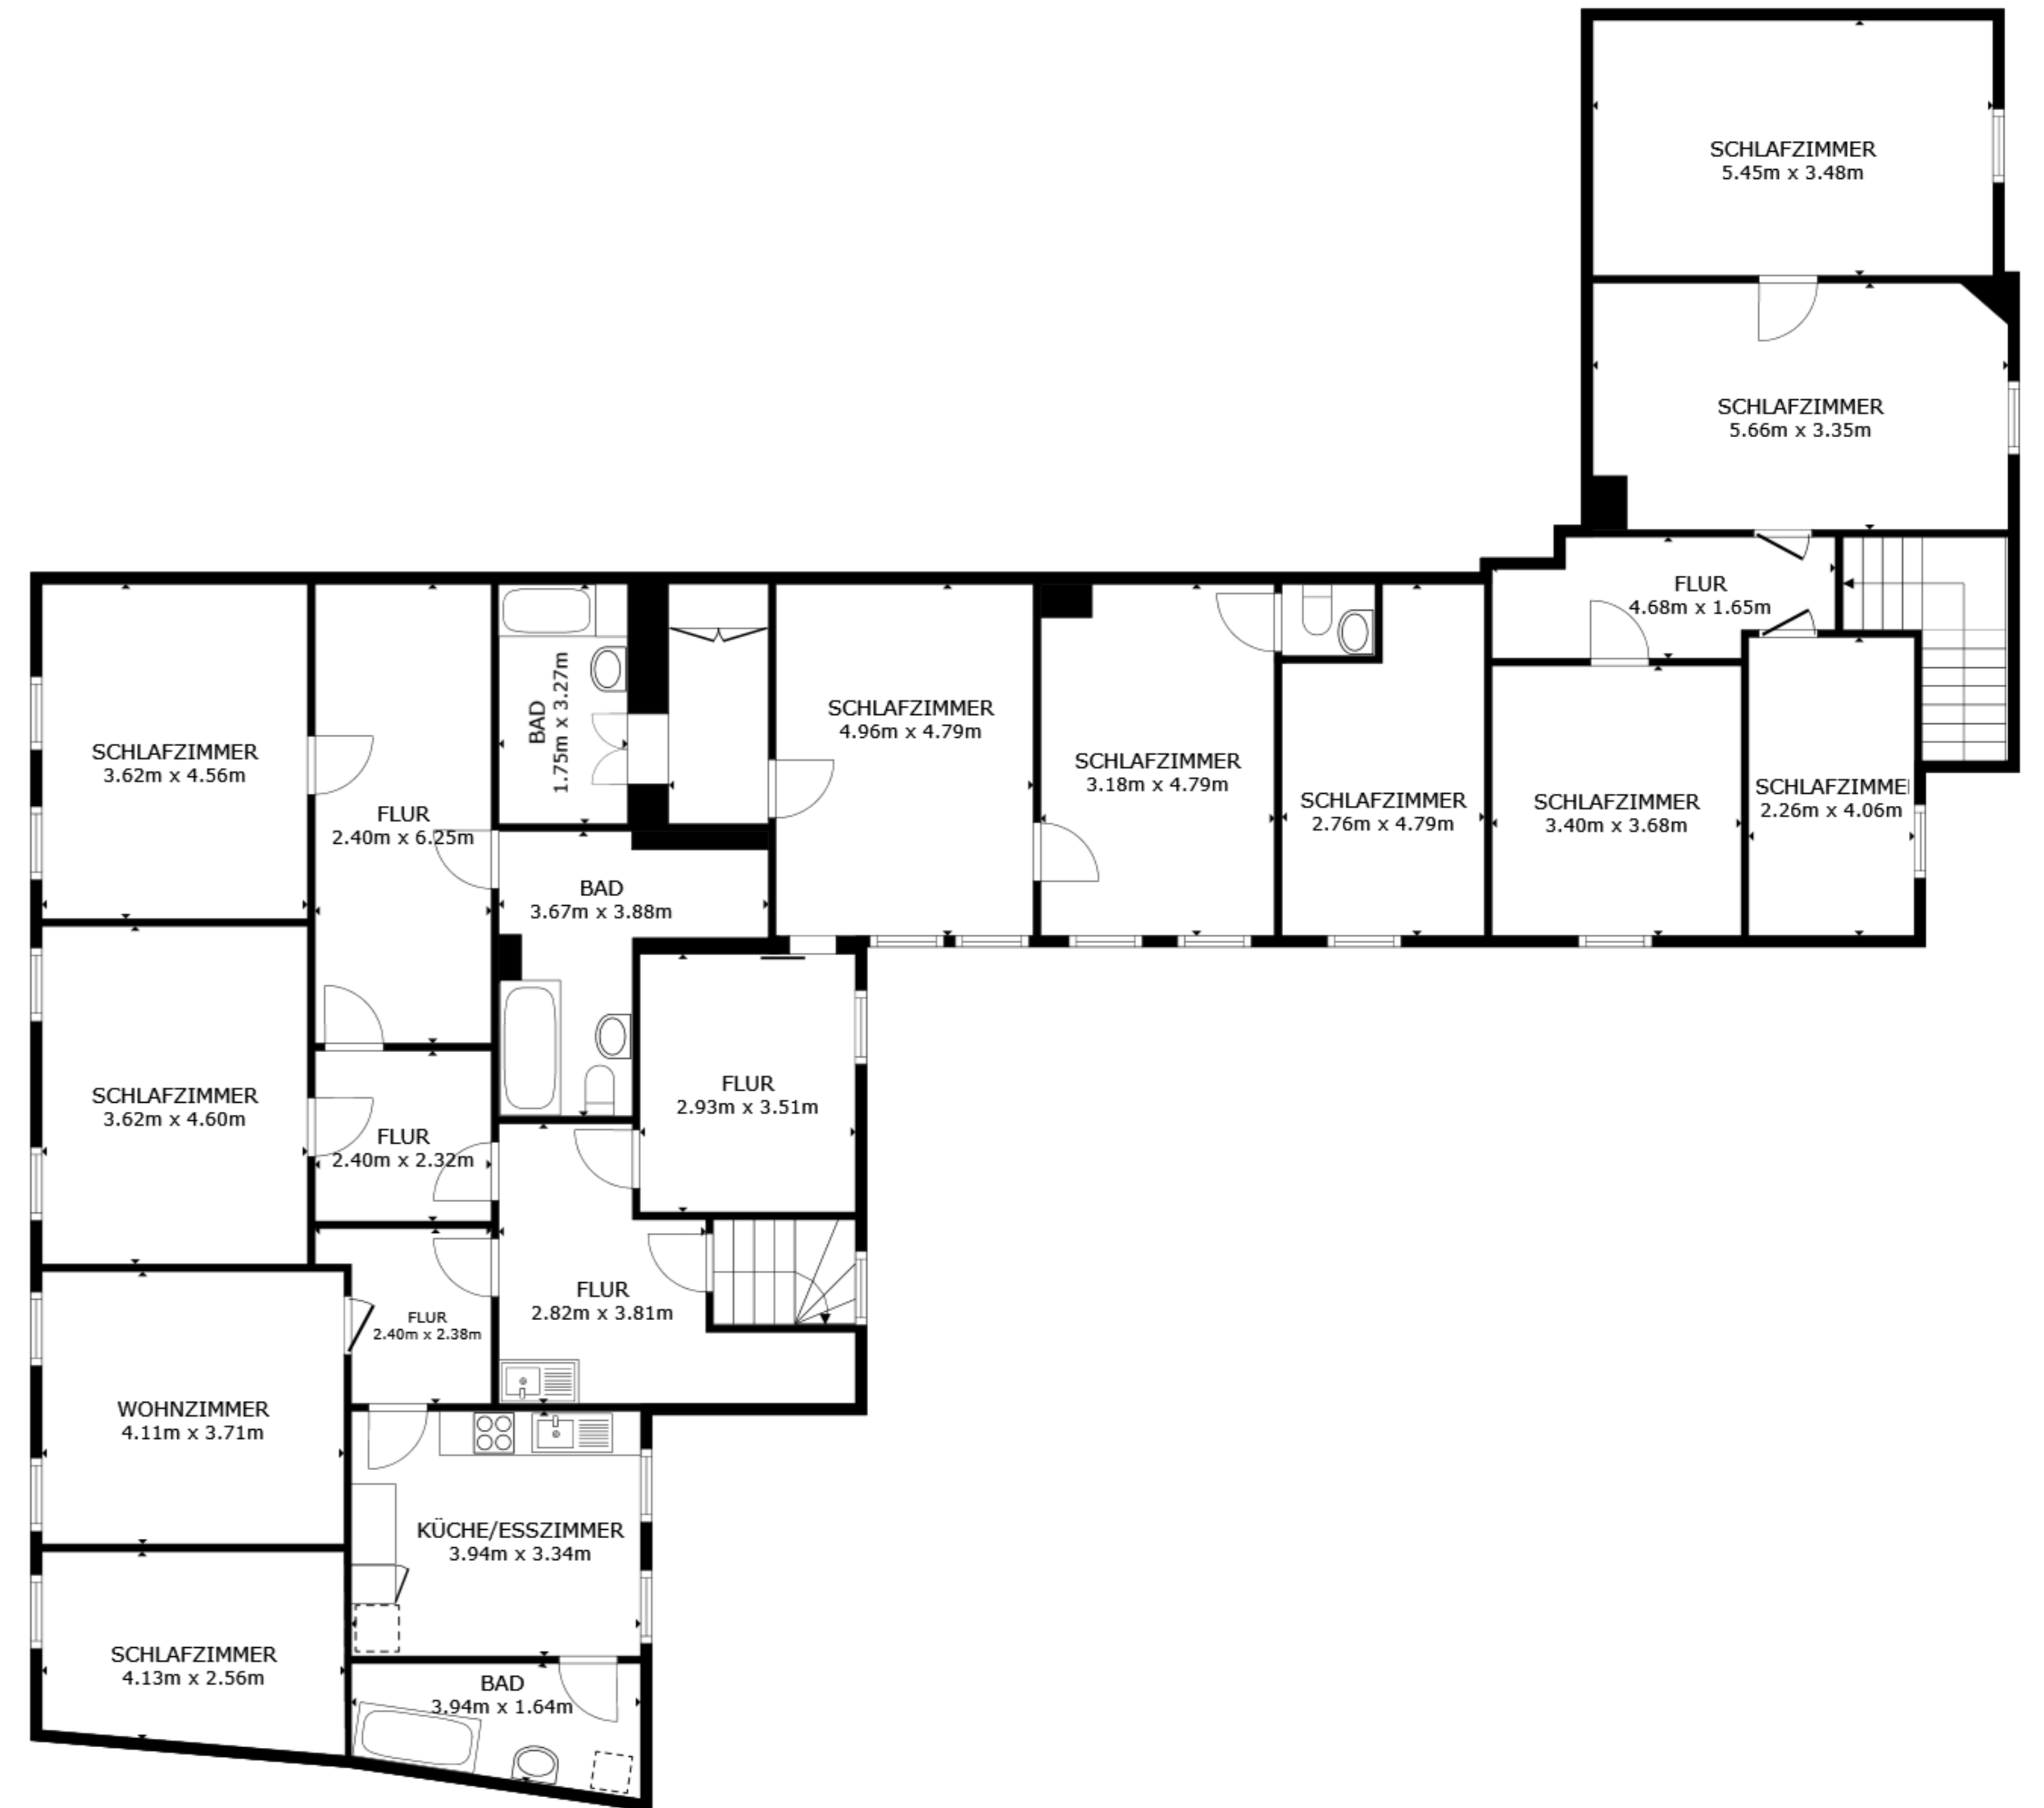 SCHLAFZIMMER
5.45m x 3.48m
SCHLAFZIMMER
5.66m x 3.35m
FLUR
4.68m x 1.65m
SCHLAFZIMMER
3.62m x 4.56m
FLUR
2.40m x 6.25m
BAD
1.75m x 3.27m
SCHLAFZIMMER
4.96m x 4.79m
SCHLAFZIMMER
3.18m x 4.79m
SCHLAFZIMMER
2.76m x 4.79m
SCHLAFZIMMER
3.40m x 3.68m
SCHLAFZIMME
2.26m x 4.06m
BAD
3.67m x 3.88m
SCHLAFZIMMER
3.62m x 4.60m
FLUR
2.40m x 2.32m
FLUR
2.93m x 3.51m
FLUR
2.40m x 2.38m
FLUR
2.82m x 3.81m
WOHNZIMMER
4.11m x 3.71m
KÜCHE/ESSZIMMER
3.94m x 3.34m
SCHLAFZIMMER
4.13m x 2.56m
BAD
3.94m x 1.64m